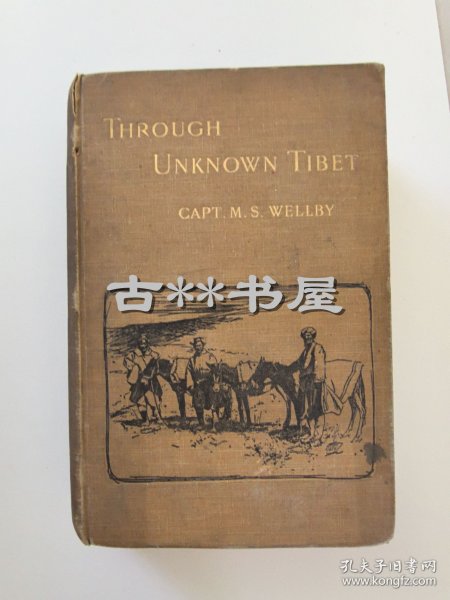 THROUGH
UNKNOWN TIBET
CAPT. M. S. WELLBY
古**书屋
孔夫子旧书网
www.kongfz.com